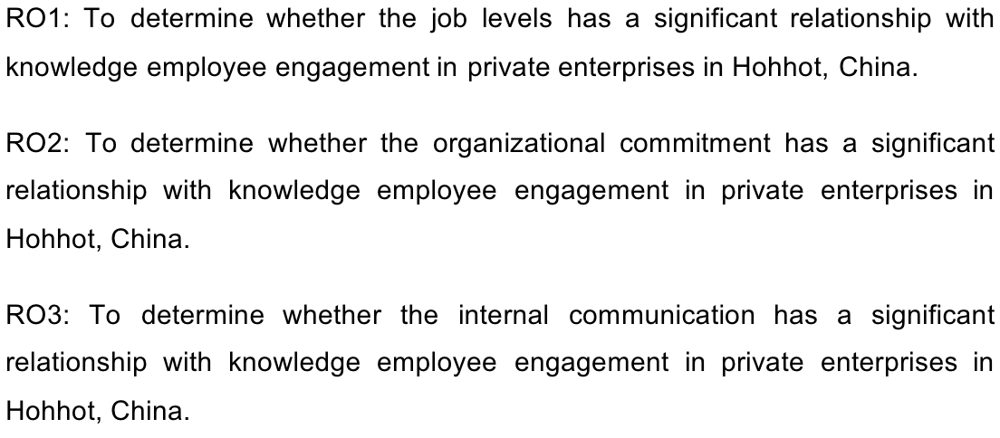 RO1: To determine whether the job levels has a significant relationship with
knowledge employee engagement in private enterprises in Hohhot, China.
RO2: To determine whether the organizational commitment has a significant
relationship with knowledge employee engagement in private enterprises in
Hohhot, China.
RO3: To determine whether the internal communication has a significant
relationship with knowledge employee engagement in private enterprises in
Hohhot, China.